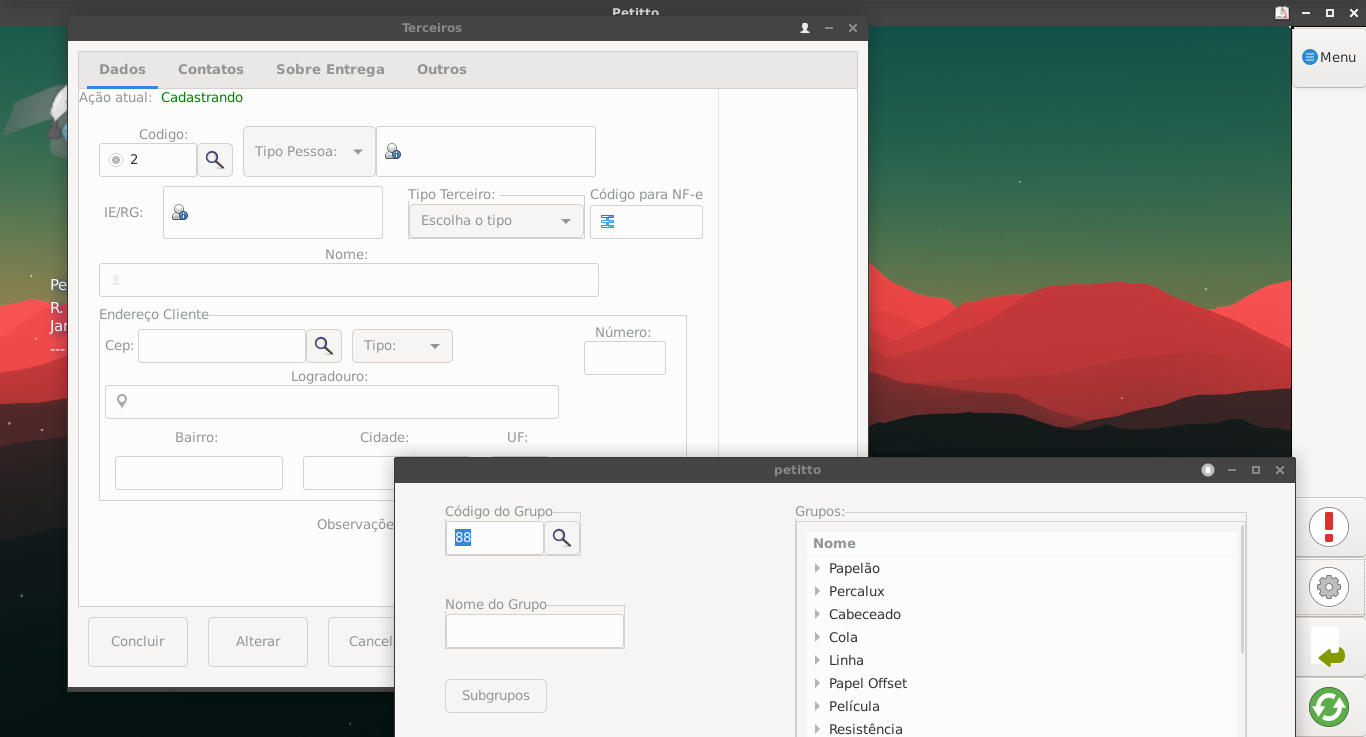 Petitto
Terceiros
Menu
Dados Contatos Sobre Entrega Outros
Ação atual: Cadastrando
Codigo:
2 Tipo Pessoa:
IE/RG: Tipo Terceiro: Código para NF-e
Escolha o tipo
Nome:
Pe
R.
Jar
---
Endereço Cliente
Cep: Tipo: Número:
Logradouro:
Bairro: Cidade: UF:
Observaçõe
Concluir Alterar Cancel
petitto
Código do Grupo
88
Nome do Grupo
Subgrupos
Grupos:
Nome
Papelão
Percalux
Cabeceado
Cola
Linha
Papel Offset
Película
Resistência